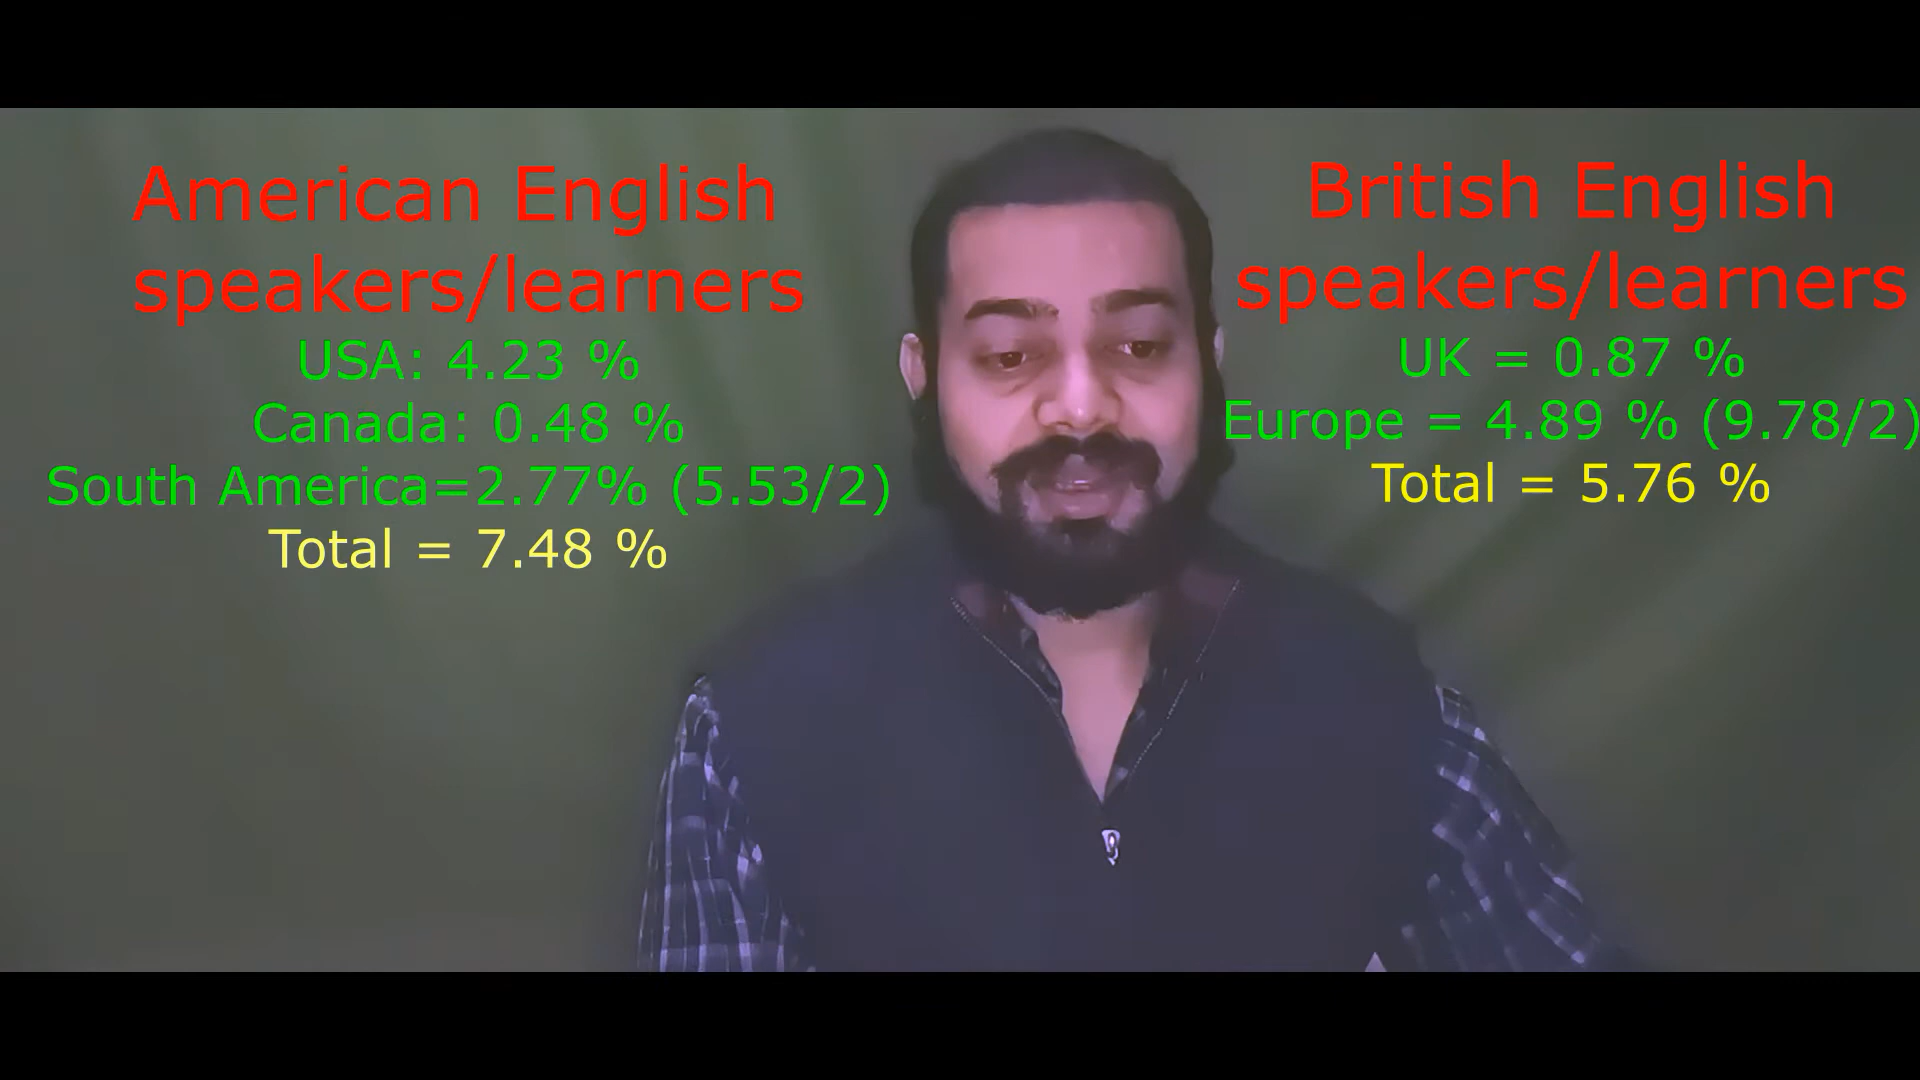 American English
speakers/learners
USA: 4.23 %
Canada: 0.48 %
South America=2.77% (5.53/2)
Total = 7.48 %
British English
speakers/learners
UK = 0.87 %
Europe = 4.89 % (9.78/2)
Total = 5.76 %